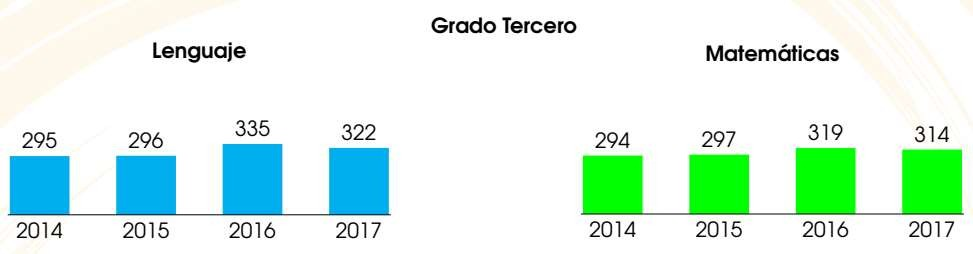 Grado Tercero
Lenguaje
295 296 335 322
2014 2015 2016 2017
Matemáticas
294 297 319 314
2014 2015 2016 2017